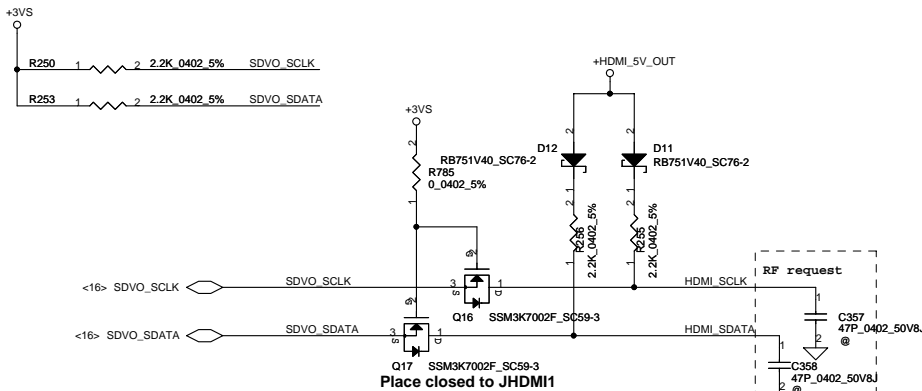 +3VS
R250 1 2 2.2K_0402_5% SDVO_SCLK
R253 1 2 2.2K_0402_5% SDVO_SDATA
+HDMI_5V_OUT
+3VS
2
R785
0_0402_5%
1
RB751V40_SC76-2
D12
2
1
D11
RB751V40_SC76-2
2
1
2
R256
2.2K_0402_5%
1
2
R255
2.2K_0402_5%
1
<16> SDVO_SCLK SDVO_SCLK 3 S G 2 1 D HDMI_SCLK
Q16 SSM3K7002F_SC59-3
<16> SDVO_SDATA SDVO_SDATA 3 S G 2 1 D HDMI_SDATA
Q17 SSM3K7002F_SC59-3
Place closed to JHDMI1
RF request
1
C357
47P_0402_50V8J
@
2
1
C358
47P_0402_50V8J
@
2